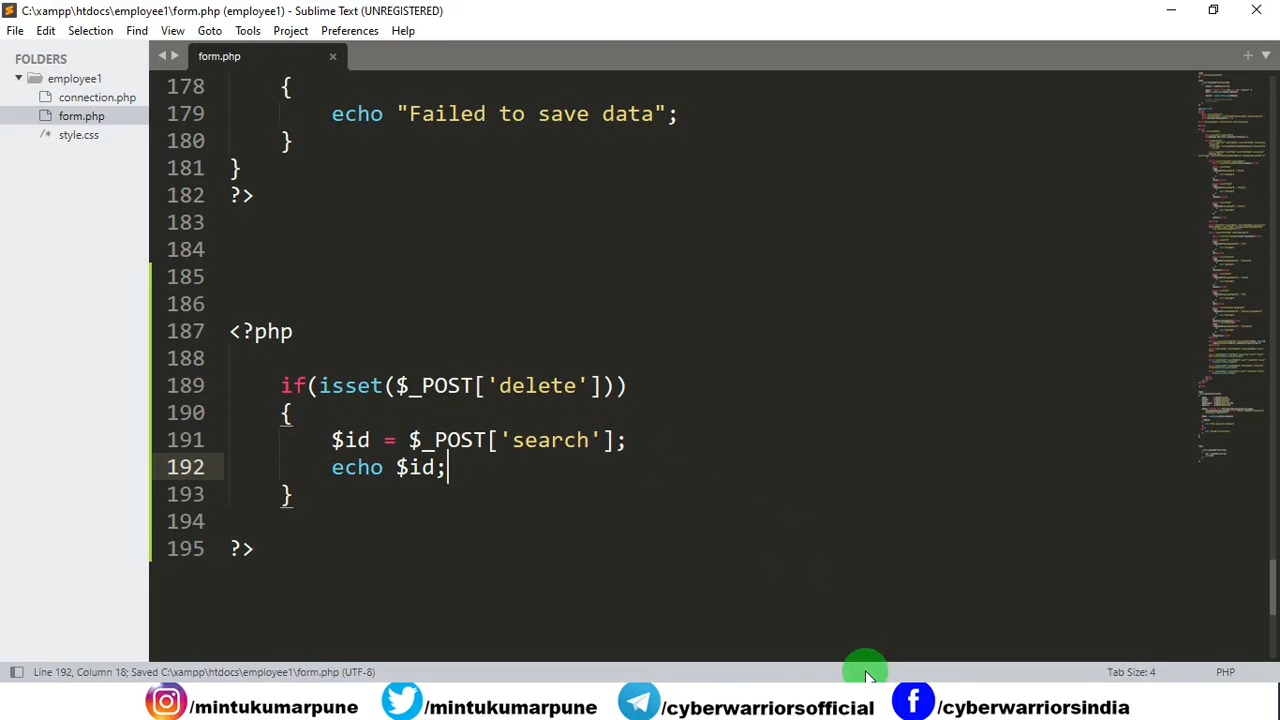 C:\xampp\htdocs\employee1\form.php (employee1) - Sublime Text (UNREGISTERED)
File Edit Selection Find View Goto Tools Project Preferences Help
FOLDERS
employee1
connection.php
form.php
/* style.css
form.php
178 {
179 echo "Failed to save data";
180 }
181 }
182 ?>
183
184
185
186
187 <?php
188
189 if(isset($_POST['delete']))
190 {
191 $id = $_POST['search'];
192 echo $id;
193 }
194
195 ?>
Line 192, Column 18; Saved C:\xampp\htdocs\employee1\form.php (UTF-8) Tab Size: 4 PHP
/mintukumarpune /mintukumarpune /cyberwarriorsofficial /cyberwarriorsindia